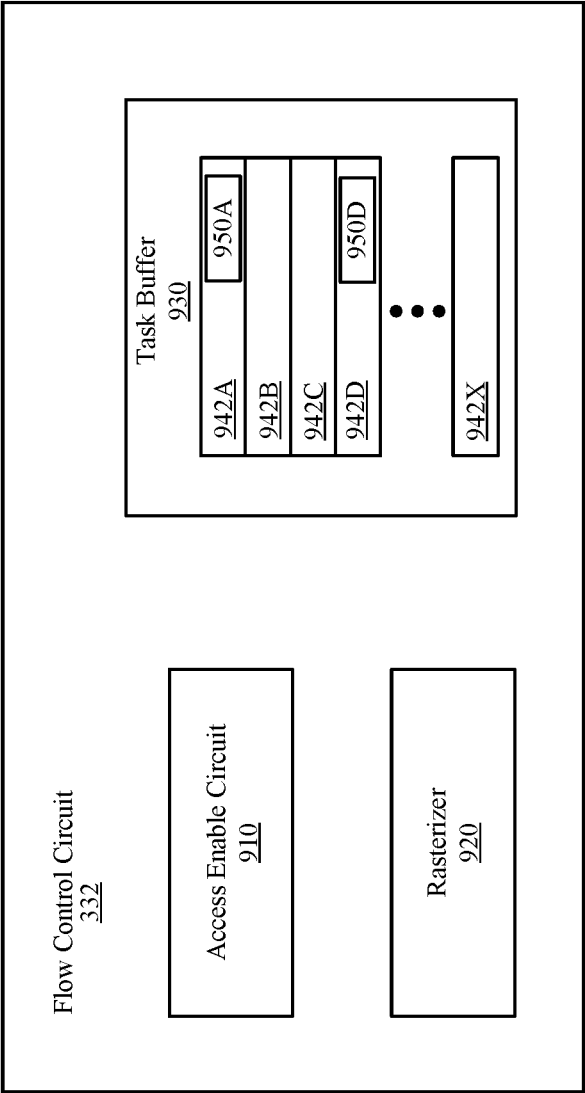 Flow Control Circuit
332
Access Enable Circuit
910
Rasterizer
920
Task Buffer
930
942A
950A
942B
942C
942D
950D
942X